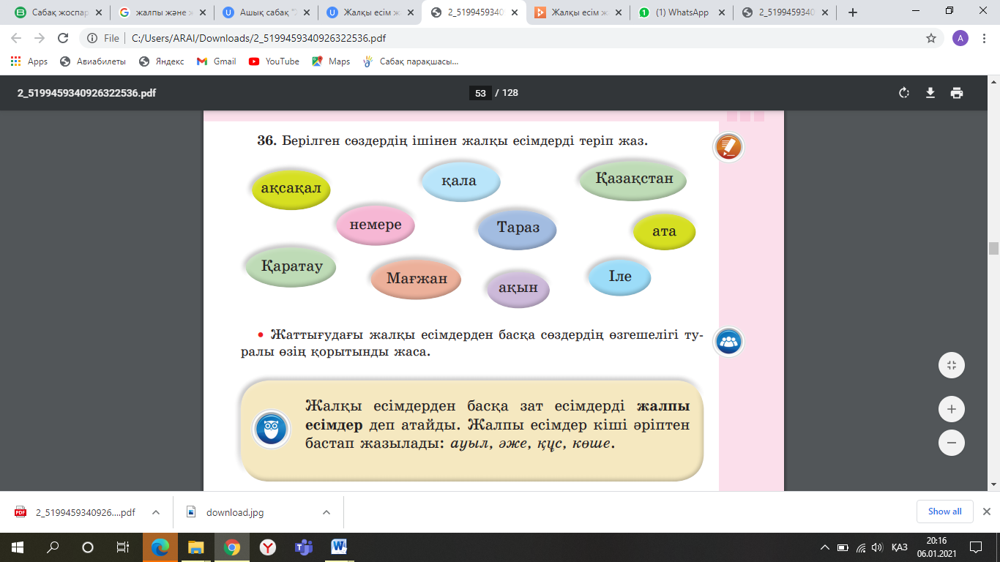 Сабақ жоспар
жалпы және ж
Ашық сабақ "Ж
Жалқы есім ж
2_5199459340
Жалқы есім ж
(1) WhatsApp
2_5199459340
File
C:/Users/ARAI/Downloads/2_5199459340926322536.pdf
A
Apps
Авиабилеты
Яндекс
Gmail
YouTube
Maps
Сабақ парақшасы...
2_5199459340926322536.pdf
53 / 128
36. Берілген сөздердің ішінен жалқы есімдерді теріп жаз.
ақсақал
қала
Қазақстан
немере
Тараз
ата
Қаратау
Мағжан
ақын
Іле
• Жаттығудағы жалқы есімдерден басқа сөздердің өзгешелігі ту-
ралы өзің қорытынды жаса.
Жалқы есімдерден басқа зат есімдерді жалпы
есімдер деп атайды. Жалпы есімдер кіші әріптен
бастап жазылады: ауыл, әже, құс, көше.
2_5199459340926....pdf
download.jpg
Show all
ҚАЗ
20:16
06.01.2021